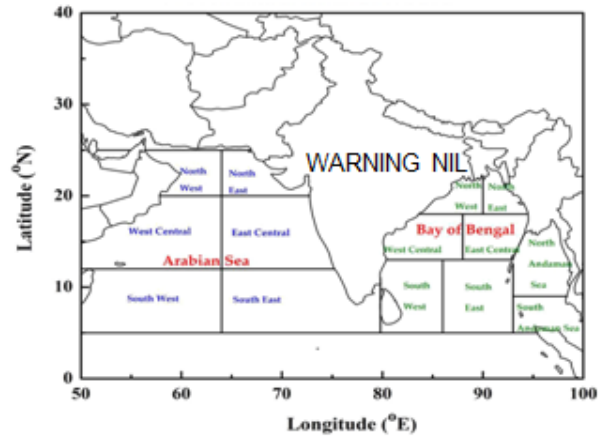 40
30
20
10
0
Latitude (°N)
WARNING NIL
North
West
North
East
West Central
East Central
Arabian Sea
South West
South East
North
West
North
East
Bay of Bengal
West Central
East Central
North
Andaman
Sea
South
West
South
East
South
Andaman Sea
50
60
70
80
90
100
Longitude (°E)